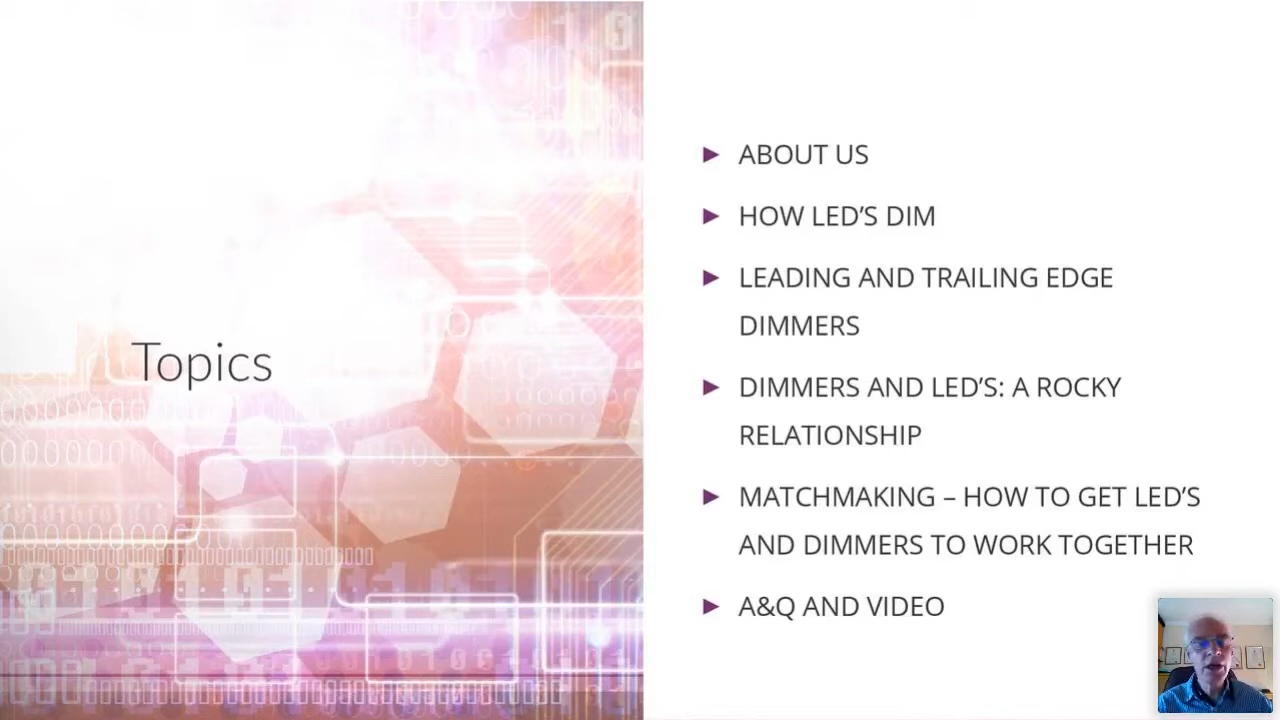 Topics
ABOUT US
HOW LED’S DIM
LEADING AND TRAILING EDGE
DIMMERS
DIMMERS AND LED’S: A ROCKY
RELATIONSHIP
MATCHMAKING – HOW TO GET LED’S
AND DIMMERS TO WORK TOGETHER
A&Q AND VIDEO